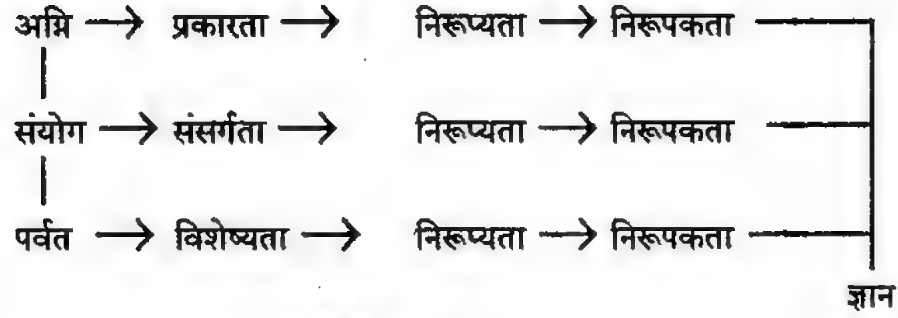 अग्नि → प्रकारता → निरूप्यता → निरूपकता
संयोग → संसर्गता → निरूप्यता → निरूपकता
पर्वत → विशेष्यता → निरूप्यता → निरूपकता
ज्ञान